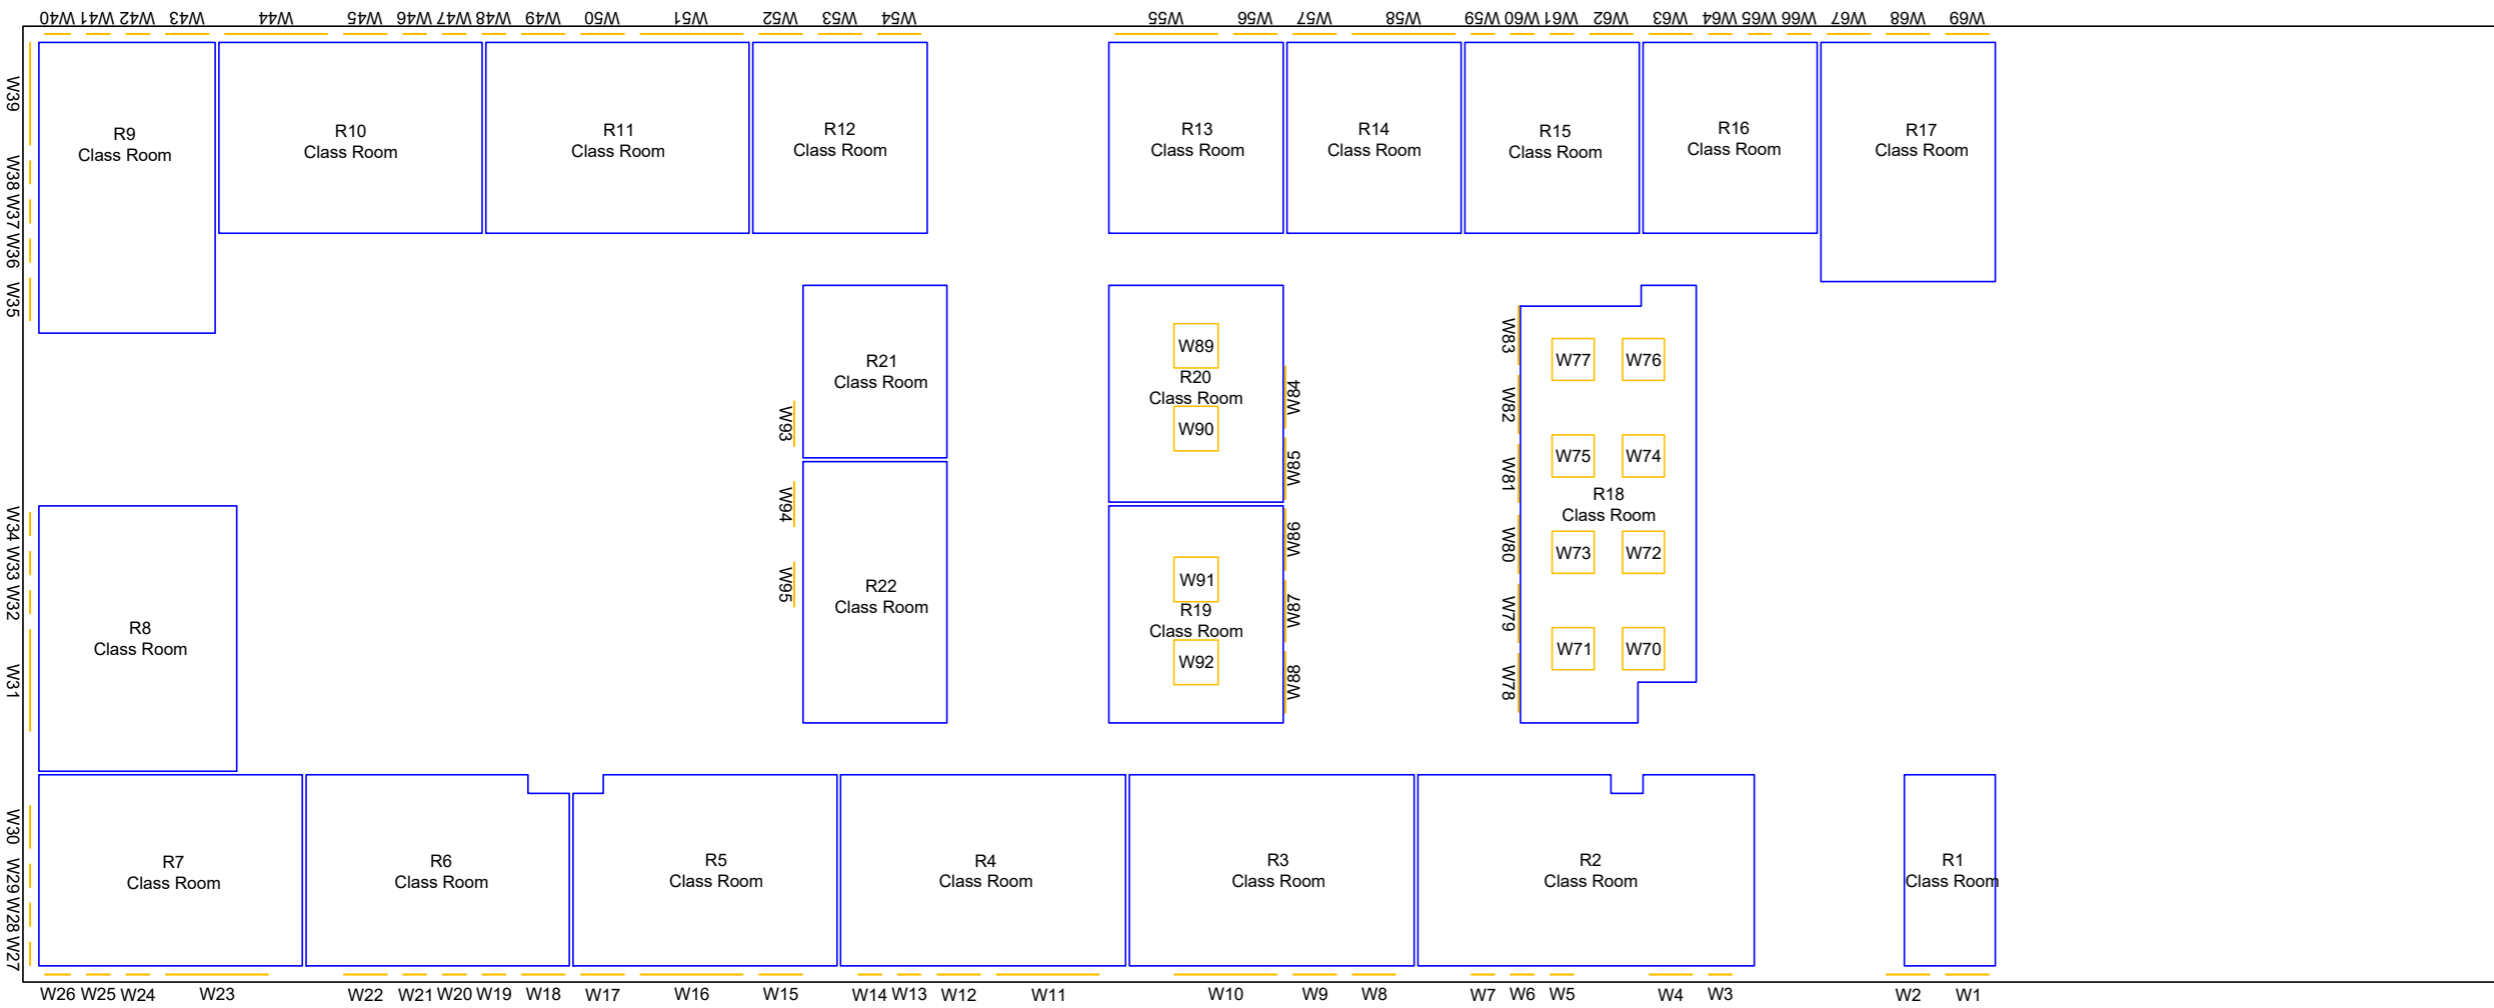 W40 W41 W42 W43 W44 W45 W46 W47 W48 W49 W50 W51 W52 W53 W54 W55 W56 W57 W58 W59 W60 W61 W62 W63 W64 W65 W66 W67 W68 W69
W39
W38
W37
W36
W35
R9
Class Room
R10
Class Room
R11
Class Room
R12
Class Room
R13
Class Room
R14
Class Room
R15
Class Room
R16
Class Room
R17
Class Room
R21
Class Room
W93
W94
W95
R22
Class Room
W89
R20
Class Room
W90
W84
W85
W86
W87
W88
W91
R19
Class Room
W92
W83
W82
W81
W80
W79
W78
W77
W76
W75
W74
R18
Class Room
W73
W72
W71
W70
W34
W33
W32
W31
R8
Class Room
W30
W29
W28
W27
R7
Class Room
R6
Class Room
R5
Class Room
R4
Class Room
R3
Class Room
R2
Class Room
R1
Class Room
W26 W25 W24 W23 W22 W21 W20 W19 W18 W17 W16 W15 W14 W13 W12 W11 W10 W9 W8 W7 W6 W5 W4 W3 W2 W1